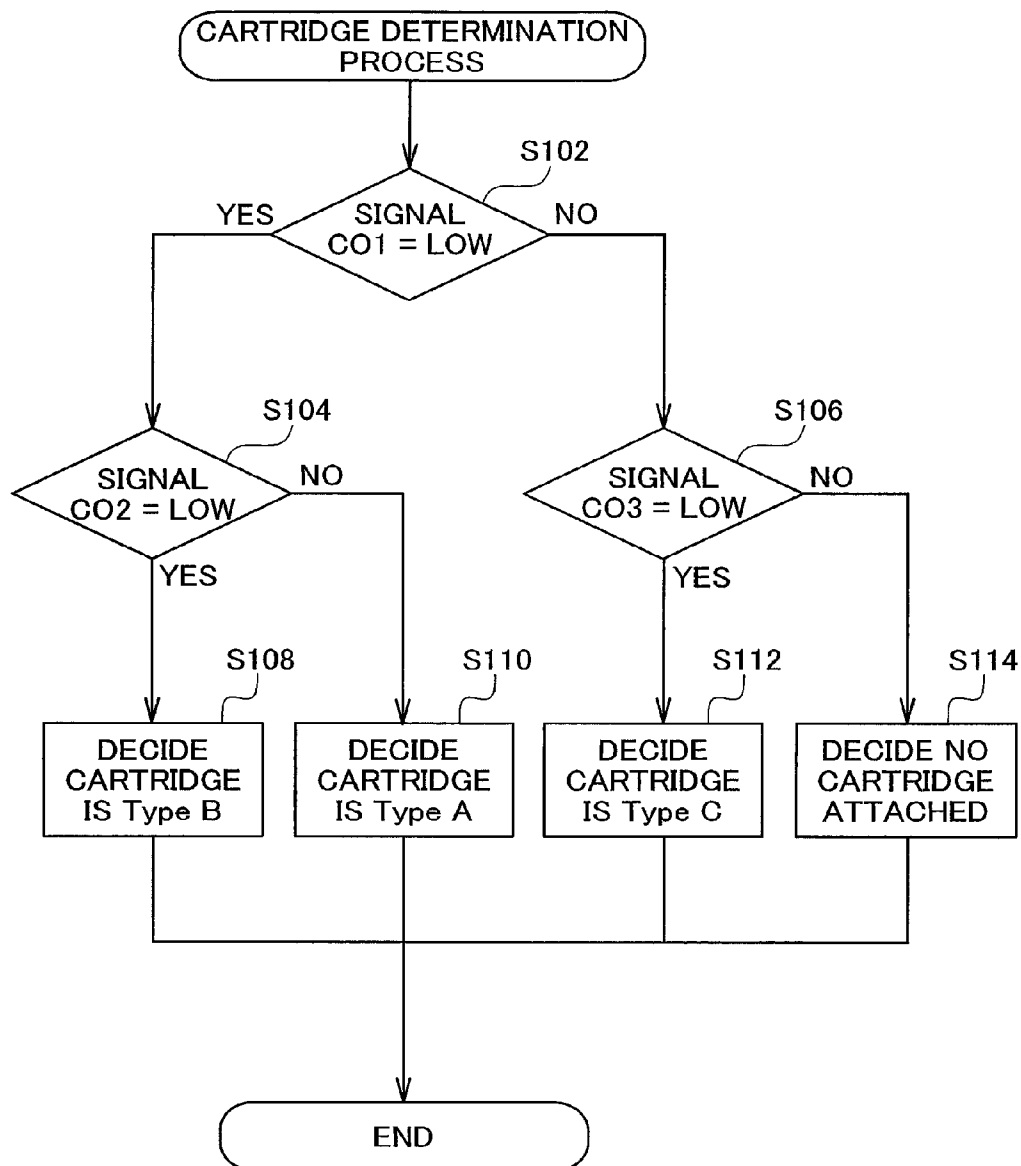 CARTRIDGE DETERMINATION
PROCESS
S102
YES
SIGNAL
CO1 = LOW
NO
S104
SIGNAL
CO2 = LOW
NO
YES
S106
SIGNAL
CO3 = LOW
NO
YES
S108
DECIDE
CARTRIDGE
IS Type B
S110
DECIDE
CARTRIDGE
IS Type A
S112
DECIDE
CARTRIDGE
IS Type C
S114
DECIDE NO
CARTRIDGE
ATTACHED
END